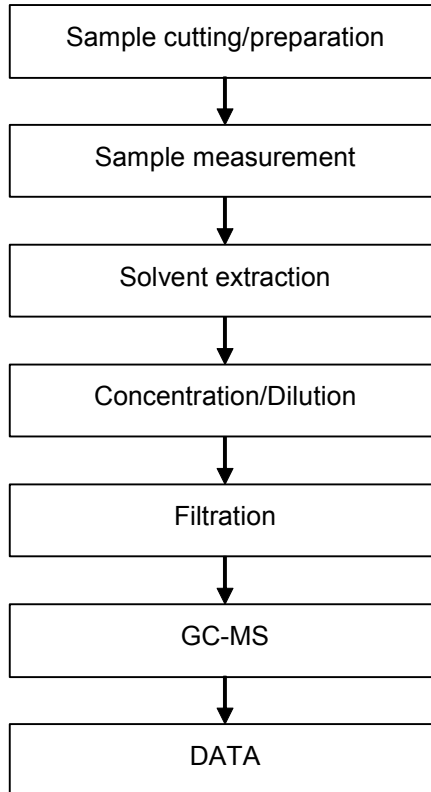 Sample cutting/preparation
Sample measurement
Solvent extraction
Concentration/Dilution
Filtration
GC-MS
DATA